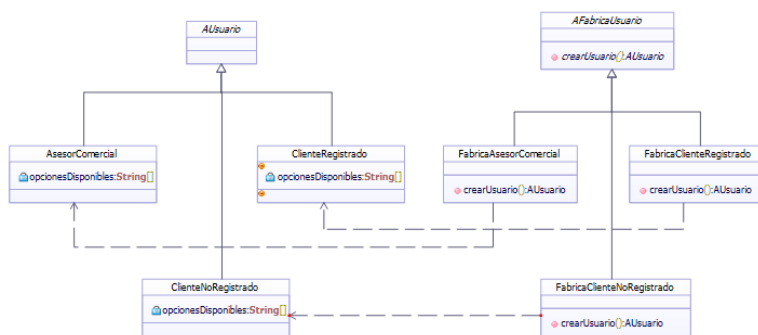 AUsuario
AFabricaUsuario
crearUsuario():AUsuario
AsesorComercial
opcionesDisponibles:String[]
ClienteRegistrado
opcionesDisponibles:String[]
FabricaAsesorComercial
crearUsuario():AUsuario
FabricaClienteRegistrado
crearUsuario():AUsuario
ClienteNoRegistrado
opcionesDisponibles:String[]
FabricaClienteNoRegistrado
crearUsuario():AUsuario